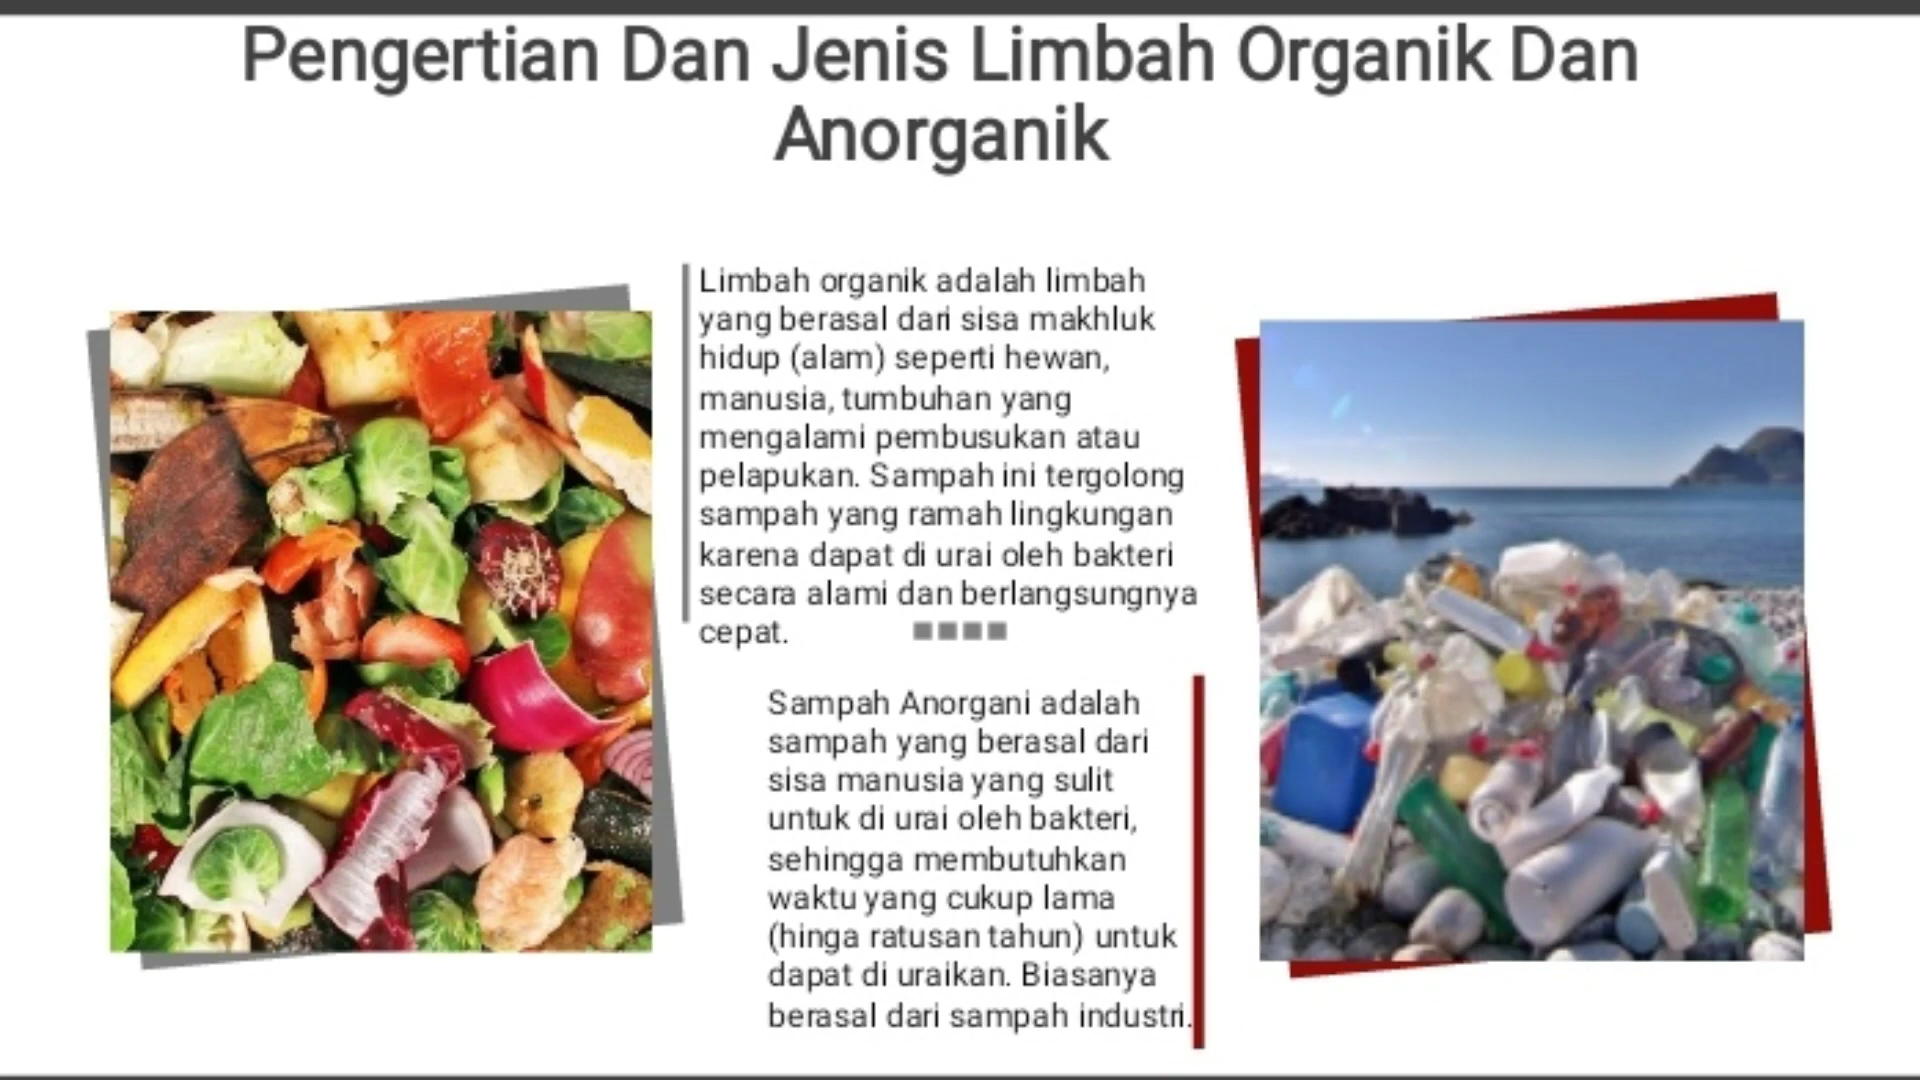 Pengertian Dan Jenis Limbah Organik Dan
Anorganik
Limbah organik adalah limbah
yang berasal dari sisa makhluk
hidup (alam) seperti hewan,
manusia, tumbuhan yang
mengalami pembusukan atau
pelapukan. Sampah ini tergolong
sampah yang ramah lingkungan
karena dapat di urai oleh bakteri
secara alami dan berlangsungnya
cepat.
Sampah Anorgani adalah
sampah yang berasal dari
sisa manusia yang sulit
untuk di urai oleh bakteri,
sehingga membutuhkan
waktu yang cukup lama
(hinga ratusan tahun) untuk
dapat di uraikan. Biasanya
berasal dari sampah industri.